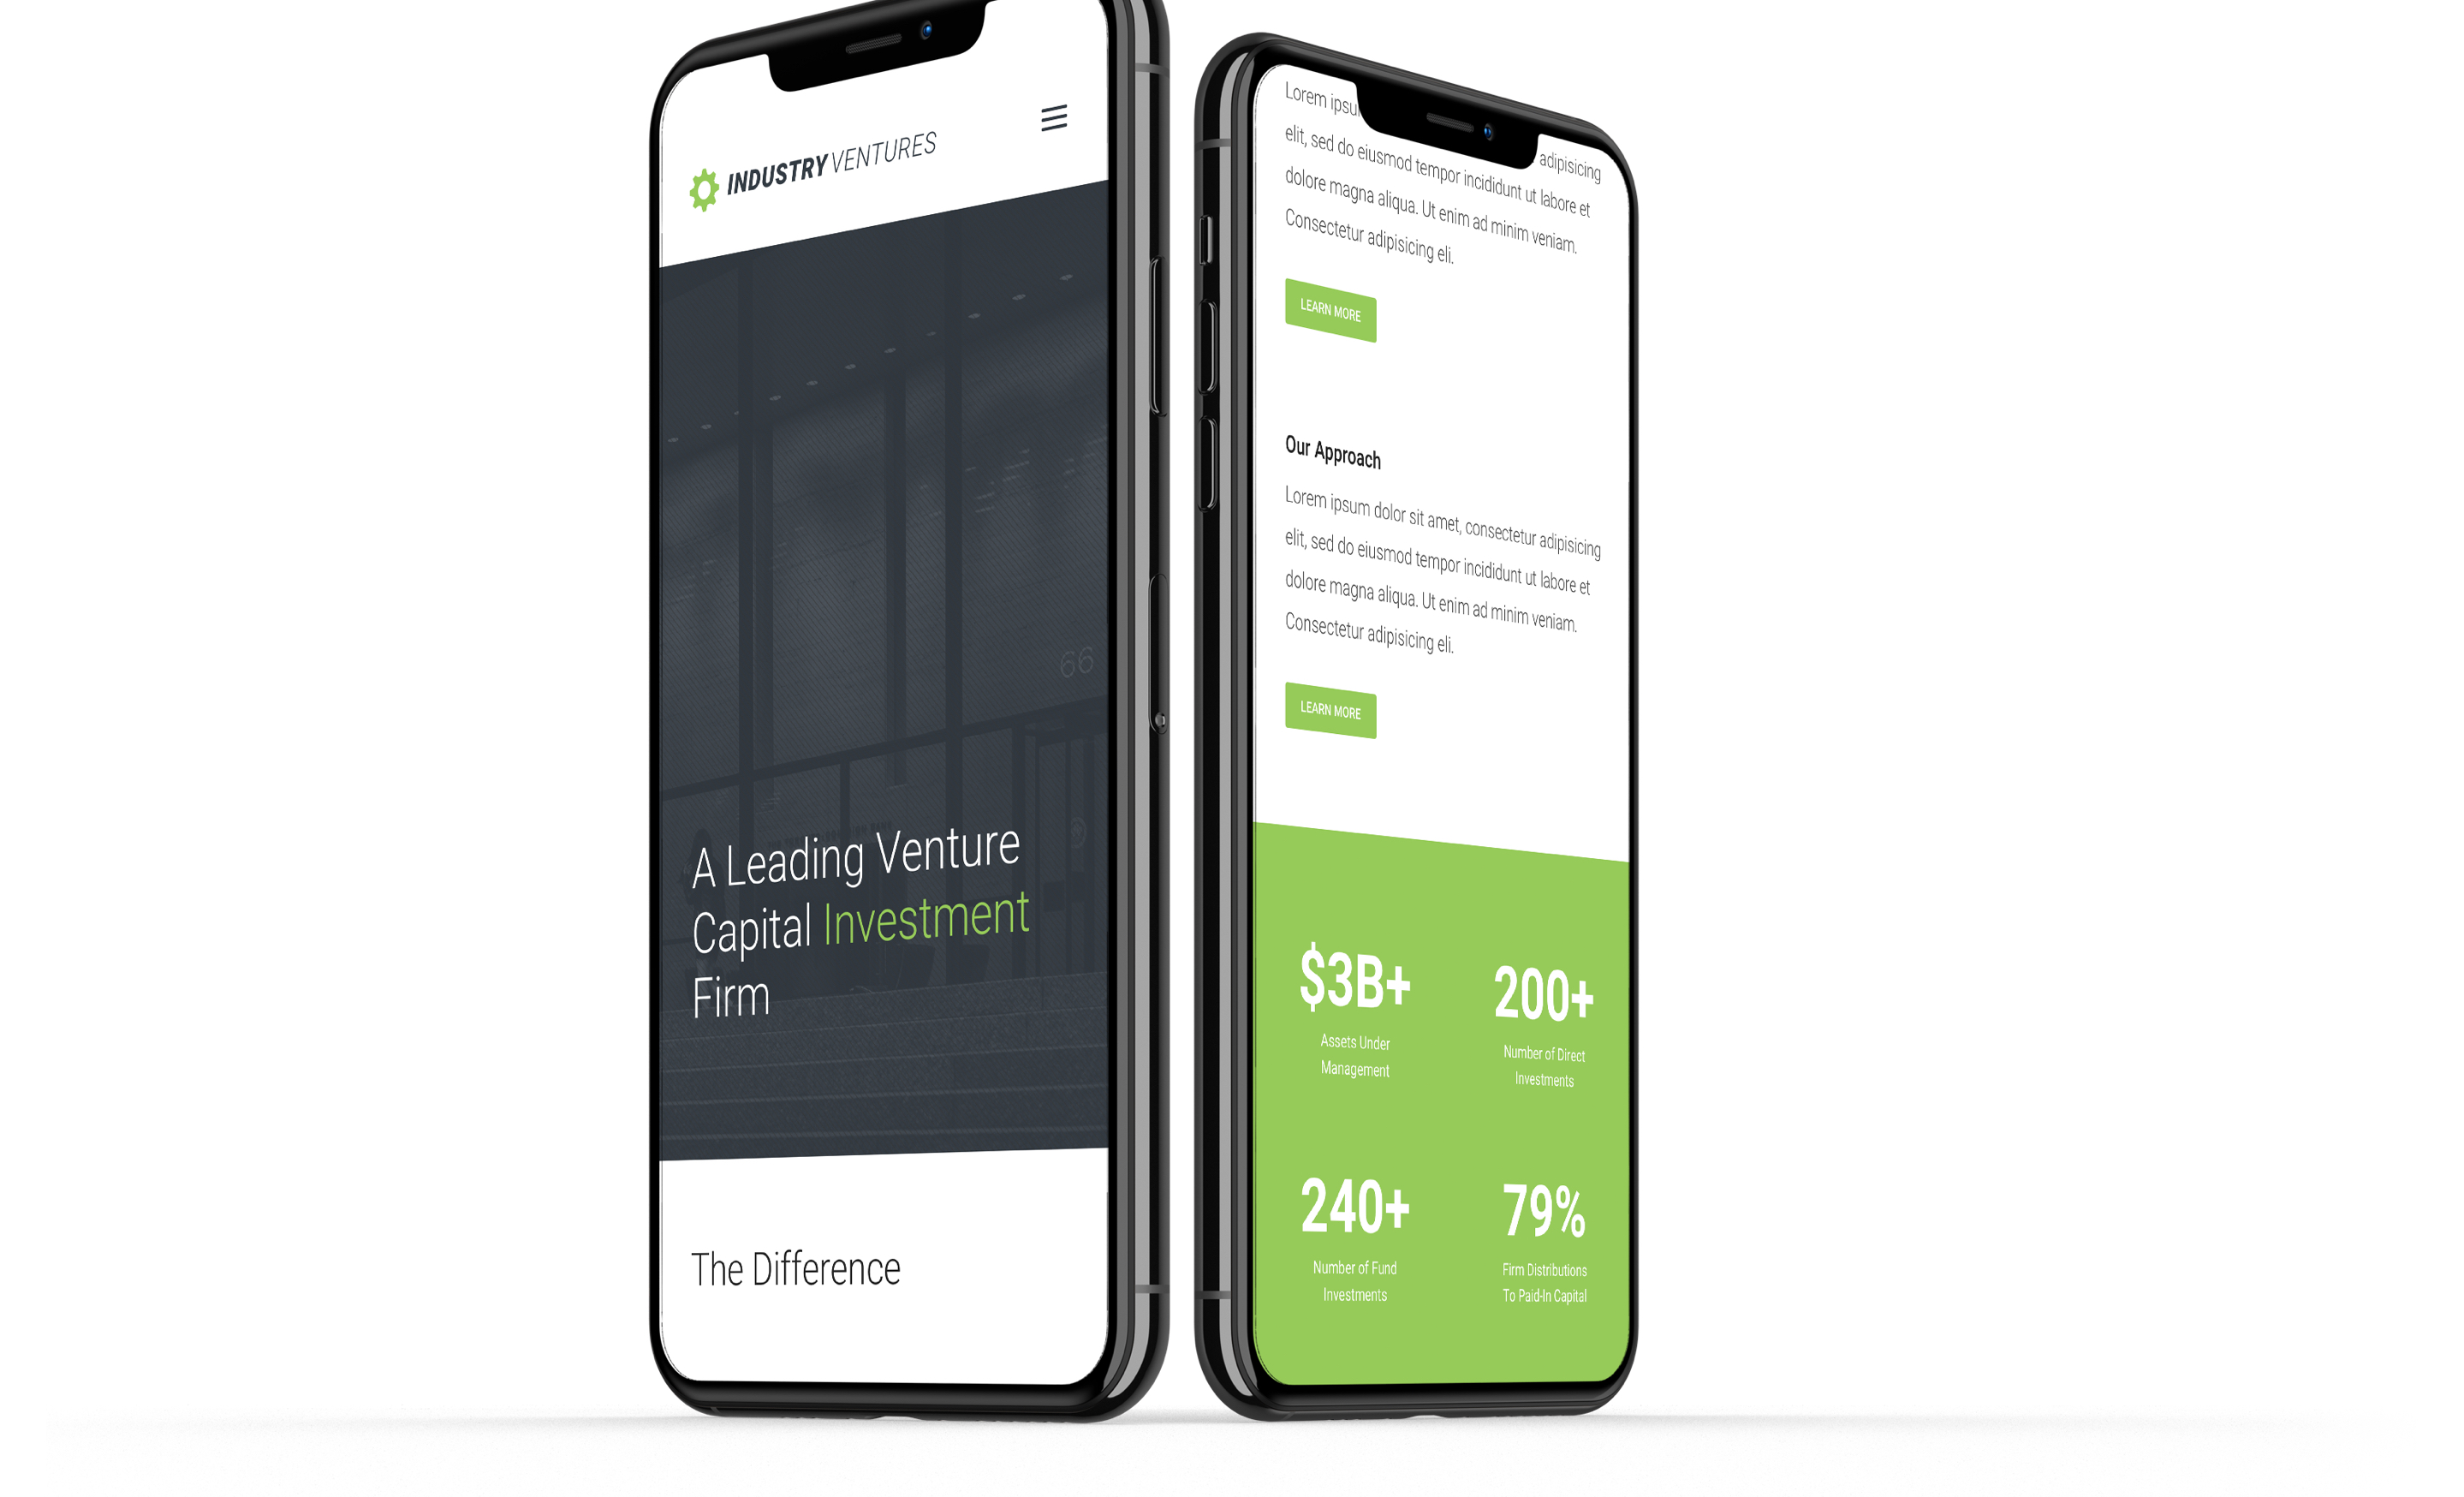 INDUSTRY VENTURES
66
A Leading Venture
Capital Investment
Firm
The Difference
Lorem ipsu
adipisicing
elit, sed do eiusmod tempor incididunt ut labore et
dolore magna aliqua. Ut enim ad minim veniam.
Consectetur adipisicing eli.
LEARN MORE
Our Approach
Lorem ipsum dolor sit amet, consectetur adipisicing
elit, sed do eiusmod tempor incididunt ut labore et
dolore magna aliqua. Ut enim ad minim veniam.
Consectetur adipisicing eli.
LEARN MORE
$3B+
Assets Under
Management
200+
Number of Direct
Investments
240+
Number of Fund
Investments
79%
Firm Distributions
To Paid-In Capital